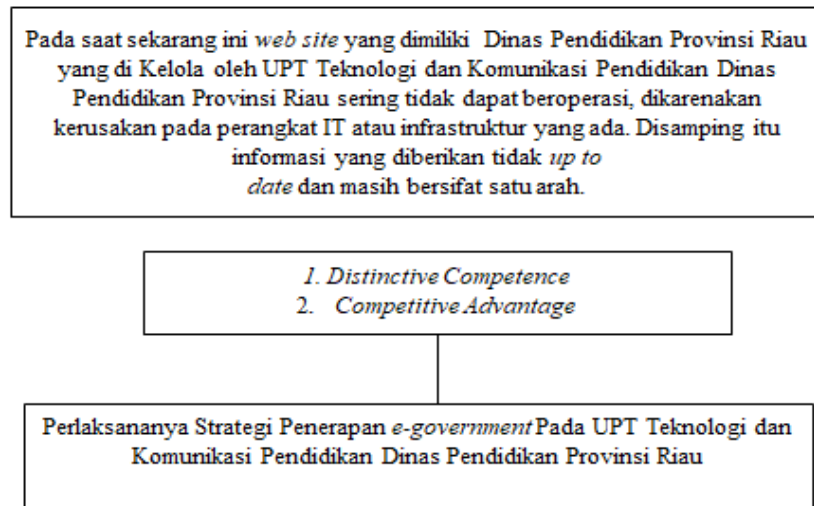 Pada saat sekarang ini web site yang dimiliki Dinas Pendidikan Provinsi Riau
yang di Kelola oleh UPT Teknologi dan Komunikasi Pendidikan Dinas
Pendidikan Provinsi Riau sering tidak dapat beroperasi, dikarenakan
kerusakan pada perangkat IT atau infrastruktur yang ada. Disamping itu
informasi yang diberikan tidak up to
date dan masih bersifat satu arah.
1. Distinctive Competence
2. Competitive Advantage
Perlaksananya Strategi Penerapan e-government Pada UPT Teknologi dan
Komunikasi Pendidikan Dinas Pendidikan Provinsi Riau